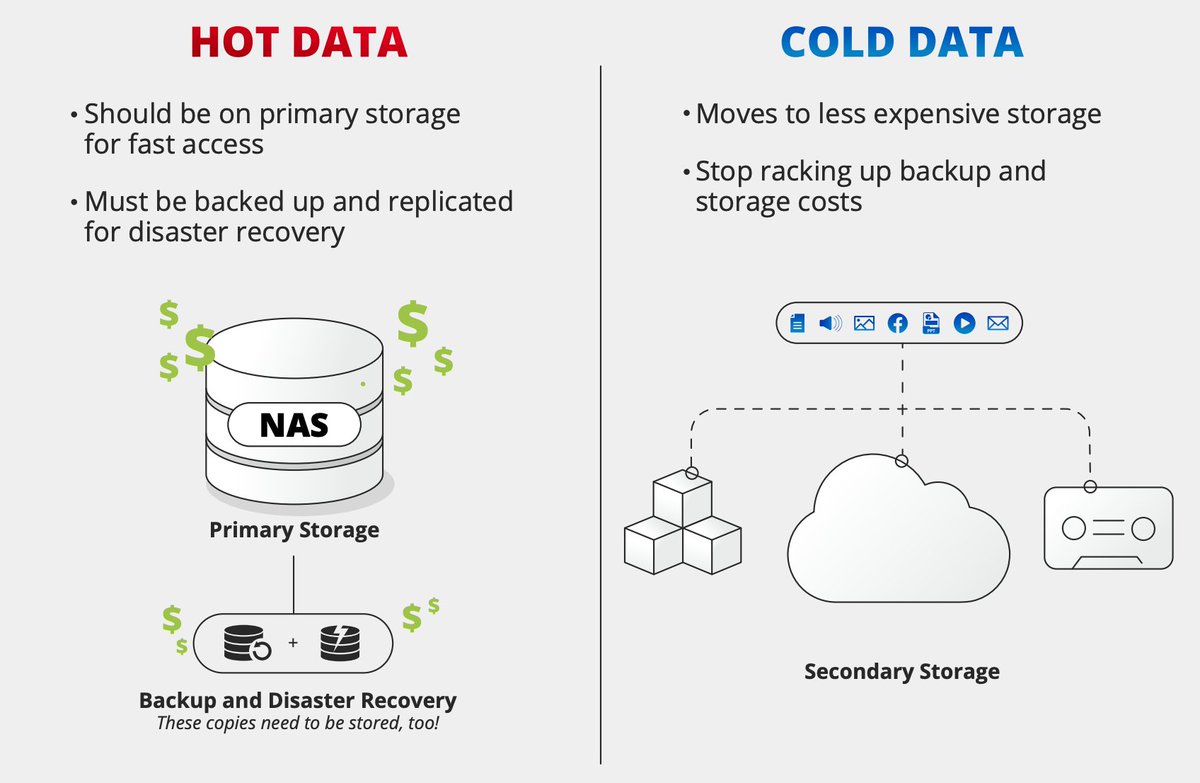 HOT DATA
• Should be on primary storage
for fast access
• Must be backed up and replicated
for disaster recovery
$ $ $ $ $ $
NAS
Primary Storage
$ $ $ $
+
Backup and Disaster Recovery
These copies need to be stored, too!
COLD DATA
• Moves to less expensive storage
• Stop racking up backup and
storage costs
PPT
Secondary Storage